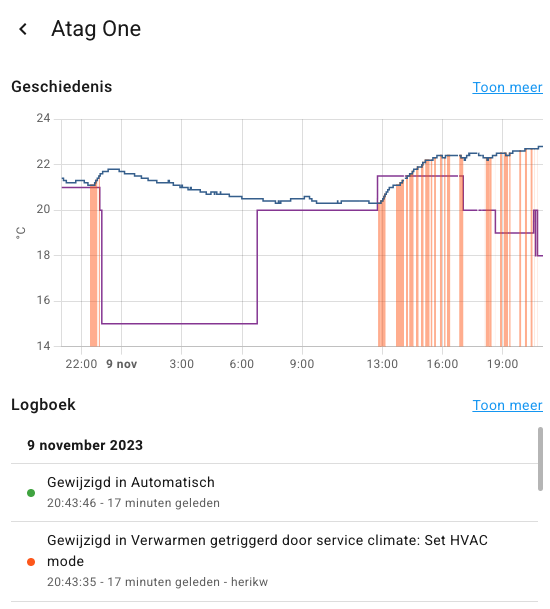 Atag One
Geschiedenis
Toon meer
24
22
20
°C
18
16
14
22:00 9 nov 3:00 6:00 9:00 13:00 16:00 19:00
Logboek
Toon meer
9 november 2023
Gewijzigd in Automatisch
20:43:46 - 17 minuten geleden
Gewijzigd in Verwarmen getriggerd door service climate: Set HVAC
mode
20:43:35 - 17 minuten geleden - herikw